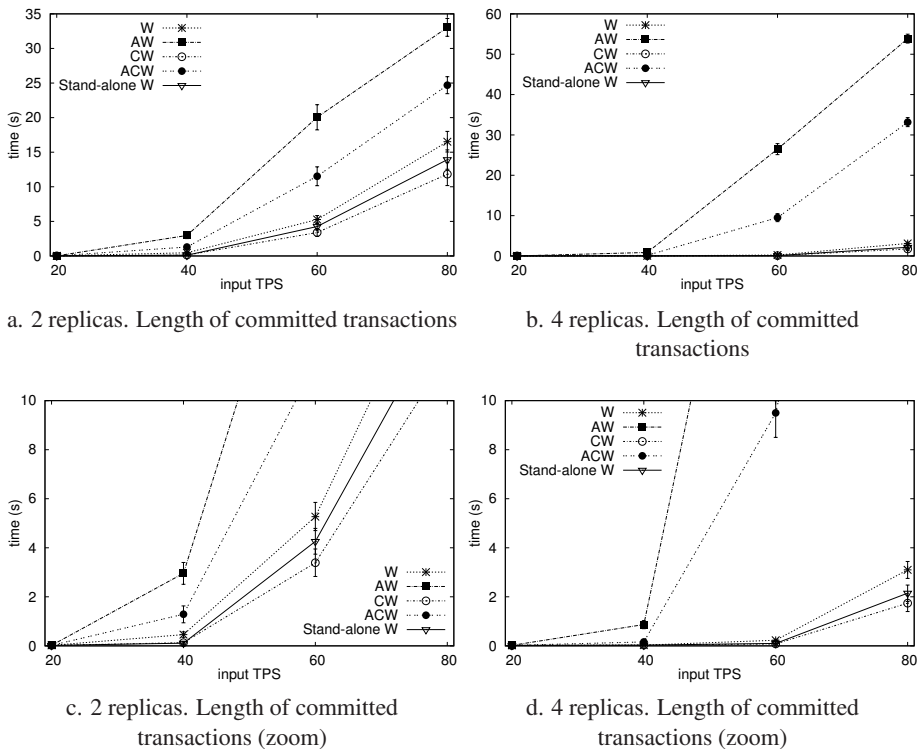 35
30
25
20
15
10
5
0
time (s)
W
AW
CW
ACW
Stand-alone W
20 40 60 80
input TPS
a. 2 replicas. Length of committed transactions
60
50
40
30
20
10
0
time (s)
W
AW
CW
ACW
Stand-alone W
20 40 60 80
input TPS
b. 4 replicas. Length of committed
transactions
10
8
6
4
2
0
time (s)
W
AW
CW
ACW
Stand-alone W
20 40 60 80
input TPS
c. 2 replicas. Length of committed
transactions (zoom)
10
8
6
4
2
0
time (s)
W
AW
CW
ACW
Stand-alone W
20 40 60 80
input TPS
d. 4 replicas. Length of committed
transactions (zoom)